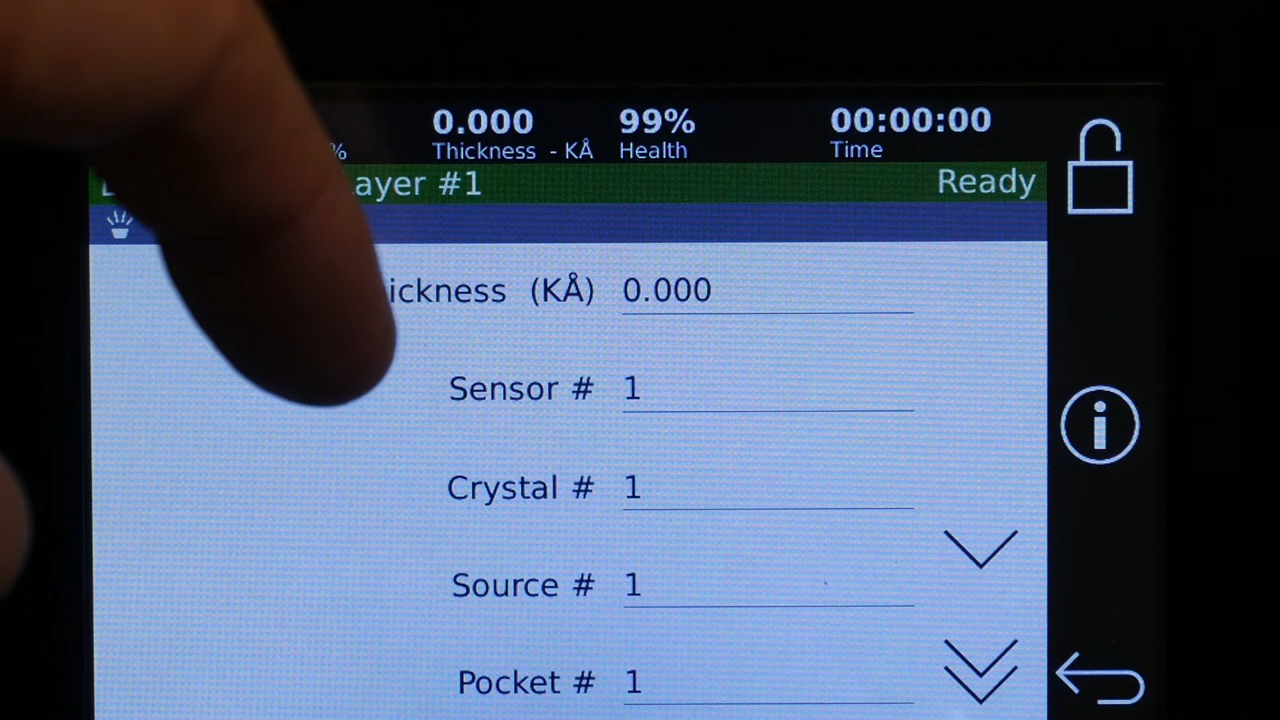 0.000 99% 00:00:00
% Thickness - KÅ Health Time
Layer #1 Ready
ickness (KÅ) 0.000
Sensor # 1
Crystal # 1
Source # 1
Pocket # 1